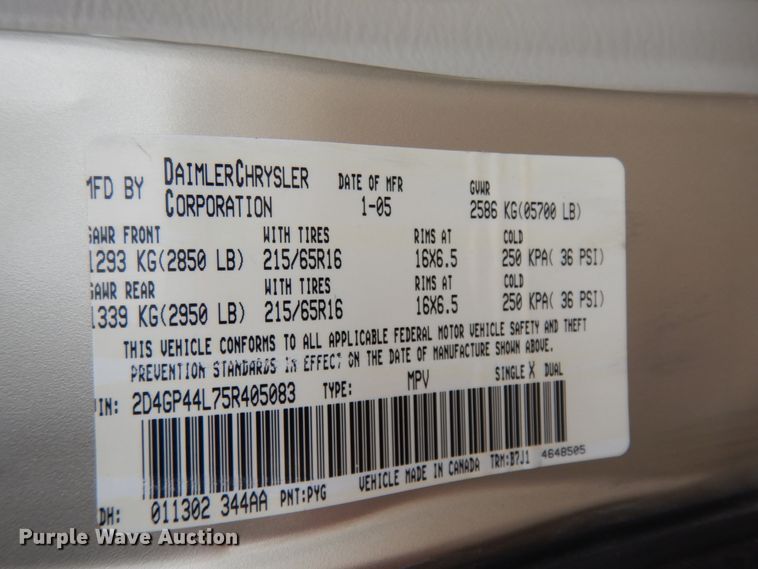 MFD BY DAIMLERCHRYSLER CORPORATION DATE OF MFR 1-05 GVWR 2586 KG(05700 LB)
GAWR FRONT WITH TIRES RIMS AT COLD
1293 KG(2850 LB) 215/65R16 16X6.5 250 KPA( 36 PSI)
GAWR REAR WITH TIRES RIMS AT COLD
1339 KG(2950 LB) 215/65R16 16X6.5 250 KPA( 36 PSI)
THIS VEHICLE CONFORMS TO ALL APPLICABLE FEDERAL MOTOR VEHICLE SAFETY AND THEFT
PREVENTION STANDARDS IN EFFECT ON THE DATE OF MANUFACTURE SHOWN ABOVE.
VIN: 2D4GP44L75R405083 TYPE: MPV SINGLE X DUAL
MDH: 011302 344AA PNT:PYG VEHICLE MADE IN CANADA TRM:B7J1 4648505
Purple Wave Auction